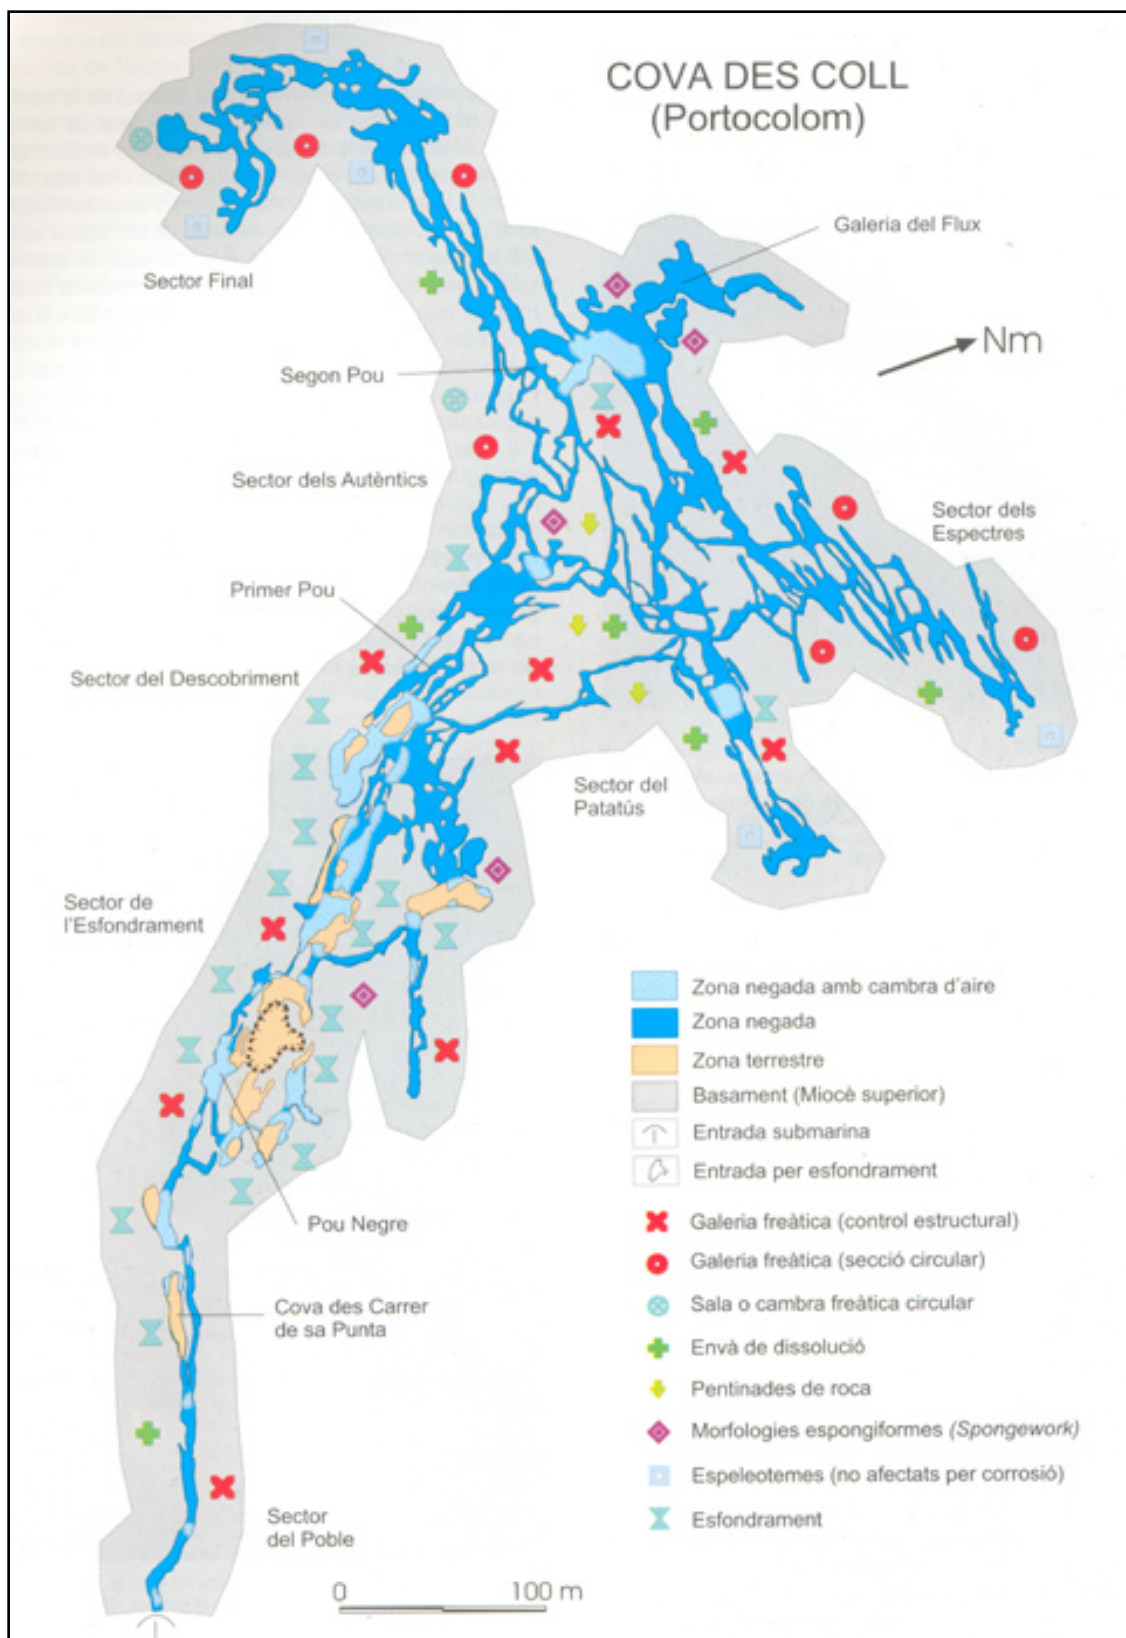 COVA DES COLL
(Portocolom)
Galeria del Flux
Sector Final
Nm
Segon Pou
Sector dels Autèntics
Sector dels
Espectres
Primer Pou
Sector del Descobriment
Sector del
Patatús
Sector de
l'Esfondrament
Zona negada amb cambra d'aire
Zona negada
Zona terrestre
Basament (Miocè superior)
Entrada submarina
Entrada per esfondrament
Pou Negre
Galeria freàtica (control estructural)
Galeria freàtica (secció circular)
Sala o cambra freàtica circular
Cova des Carrer
de sa Punta
Envà de dissolució
Pentinades de roca
Morfologies espongiformes (Spongework)
Espeleotemes (no afectats per corrosió)
Esfondrament
Sector
del Poble
0 100 m